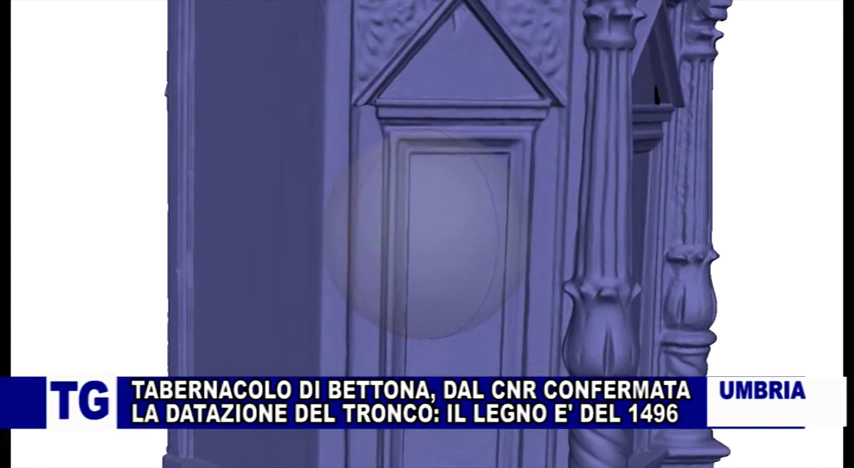 TG
TABERNACOLO DI BETTONA, DAL CNR CONFERMATA
LA DATAZIONE DEL TRONCO: IL LEGNO E' DEL 1496
UMBRIA